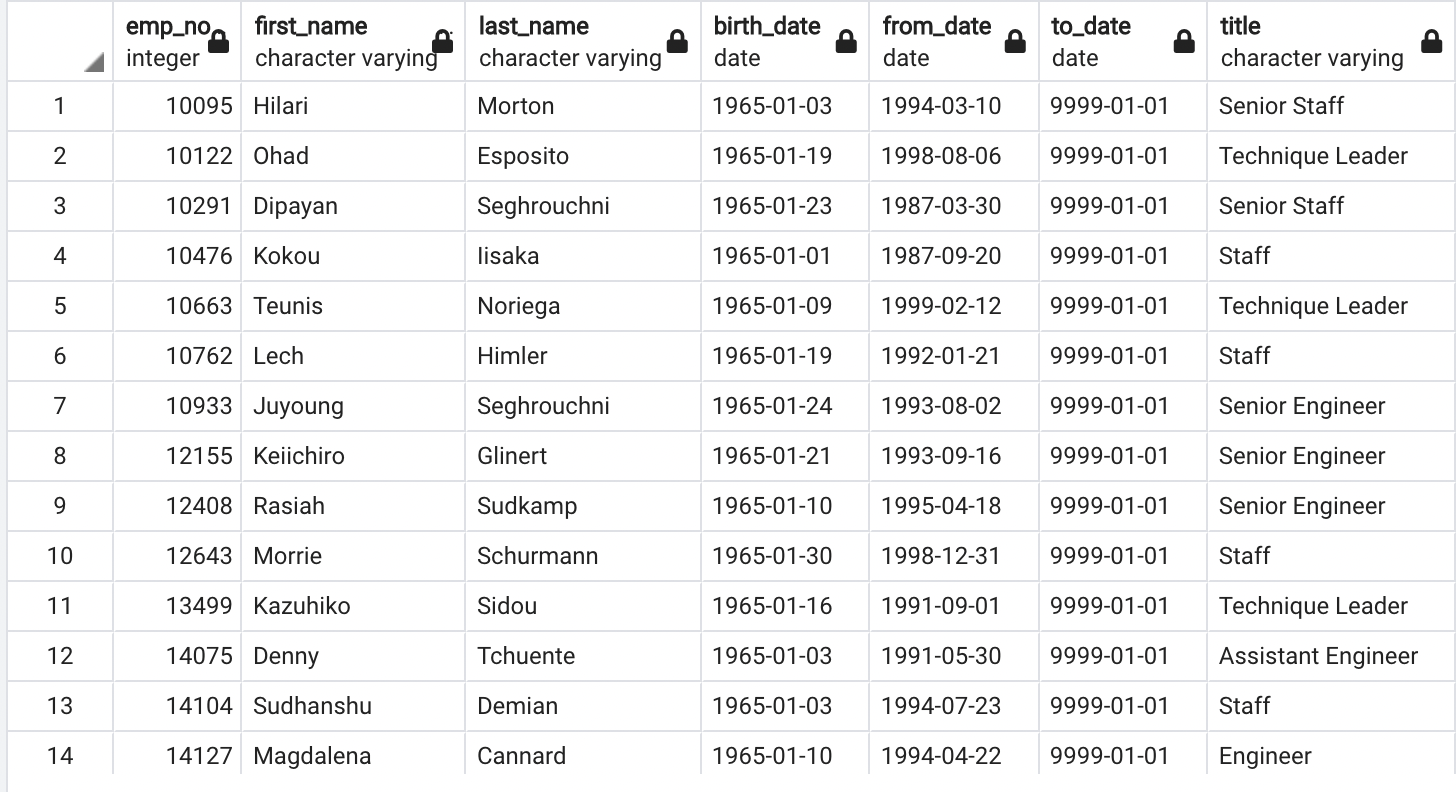 emp_no first_name last_name birth_date from_date to_date title
integer character varying character varying date date date character varying
1 10095 Hilari Morton 1965-01-03 1994-03-10 9999-01-01 Senior Staff
2 10122 Ohad Esposito 1965-01-19 1998-08-06 9999-01-01 Technique Leader
3 10291 Dipayan Seghrouchni 1965-01-23 1987-03-30 9999-01-01 Senior Staff
4 10476 Kokou Iisaka 1965-01-01 1987-09-20 9999-01-01 Staff
5 10663 Teunis Noriega 1965-01-09 1999-02-12 9999-01-01 Technique Leader
6 10762 Lech Himler 1965-01-19 1992-01-21 9999-01-01 Staff
7 10933 Juyoung Seghrouchni 1965-01-24 1993-08-02 9999-01-01 Senior Engineer
8 12155 Keiichiro Glinert 1965-01-21 1993-09-16 9999-01-01 Senior Engineer
9 12408 Rasiah Sudkamp 1965-01-10 1995-04-18 9999-01-01 Senior Engineer
10 12643 Morrie Schurmann 1965-01-30 1998-12-31 9999-01-01 Staff
11 13499 Kazuhiko Sidou 1965-01-16 1991-09-01 9999-01-01 Technique Leader
12 14075 Denny Tchuente 1965-01-03 1991-05-30 9999-01-01 Assistant Engineer
13 14104 Sudhanshu Demian 1965-01-03 1994-07-23 9999-01-01 Staff
14 14127 Magdalena Cannard 1965-01-10 1994-04-22 9999-01-01 Engineer